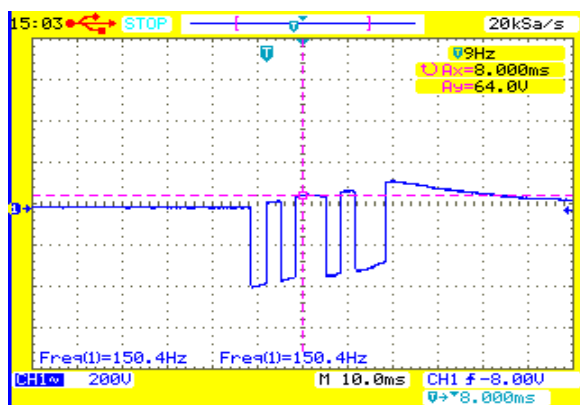 15:03 STOP T 20kSa/s
T
T 9Hz
Ax=8.000ms
Ay=64.0V
1
Freq(1)=150.4Hz Freq(1)=150.4Hz
CH1~ 200V M 10.0ms CH1 -8.00V
T→▼8.000ms